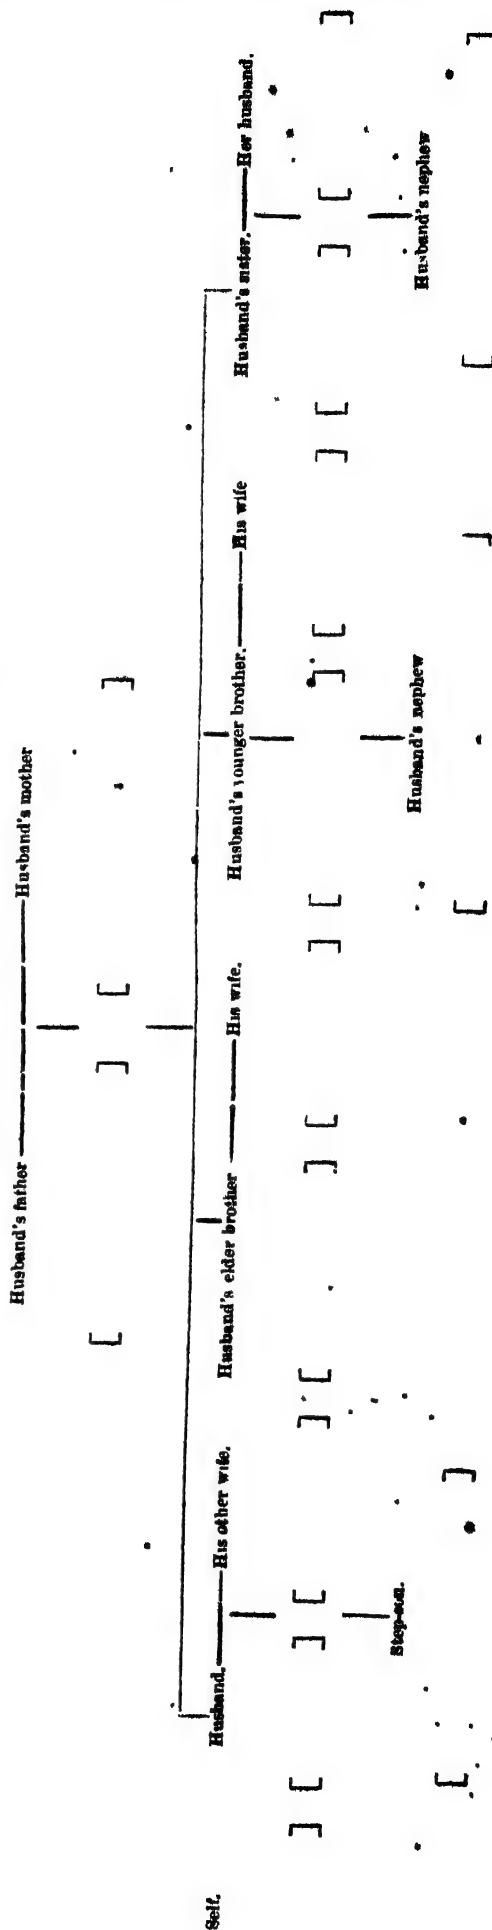 Husband's father Husband's mother
[ ] [ ]
Self. Husband. His other wife. Husband's elder brother His wife. Husband's younger brother. His wife Husband's sister. Her husband.
[ ] [ ] [ ] [ ] [ ] [ ] [ ] [ ] [ ]
Step-son. Husband's nephew Husband's nephew
[ ] [ ] [ ]